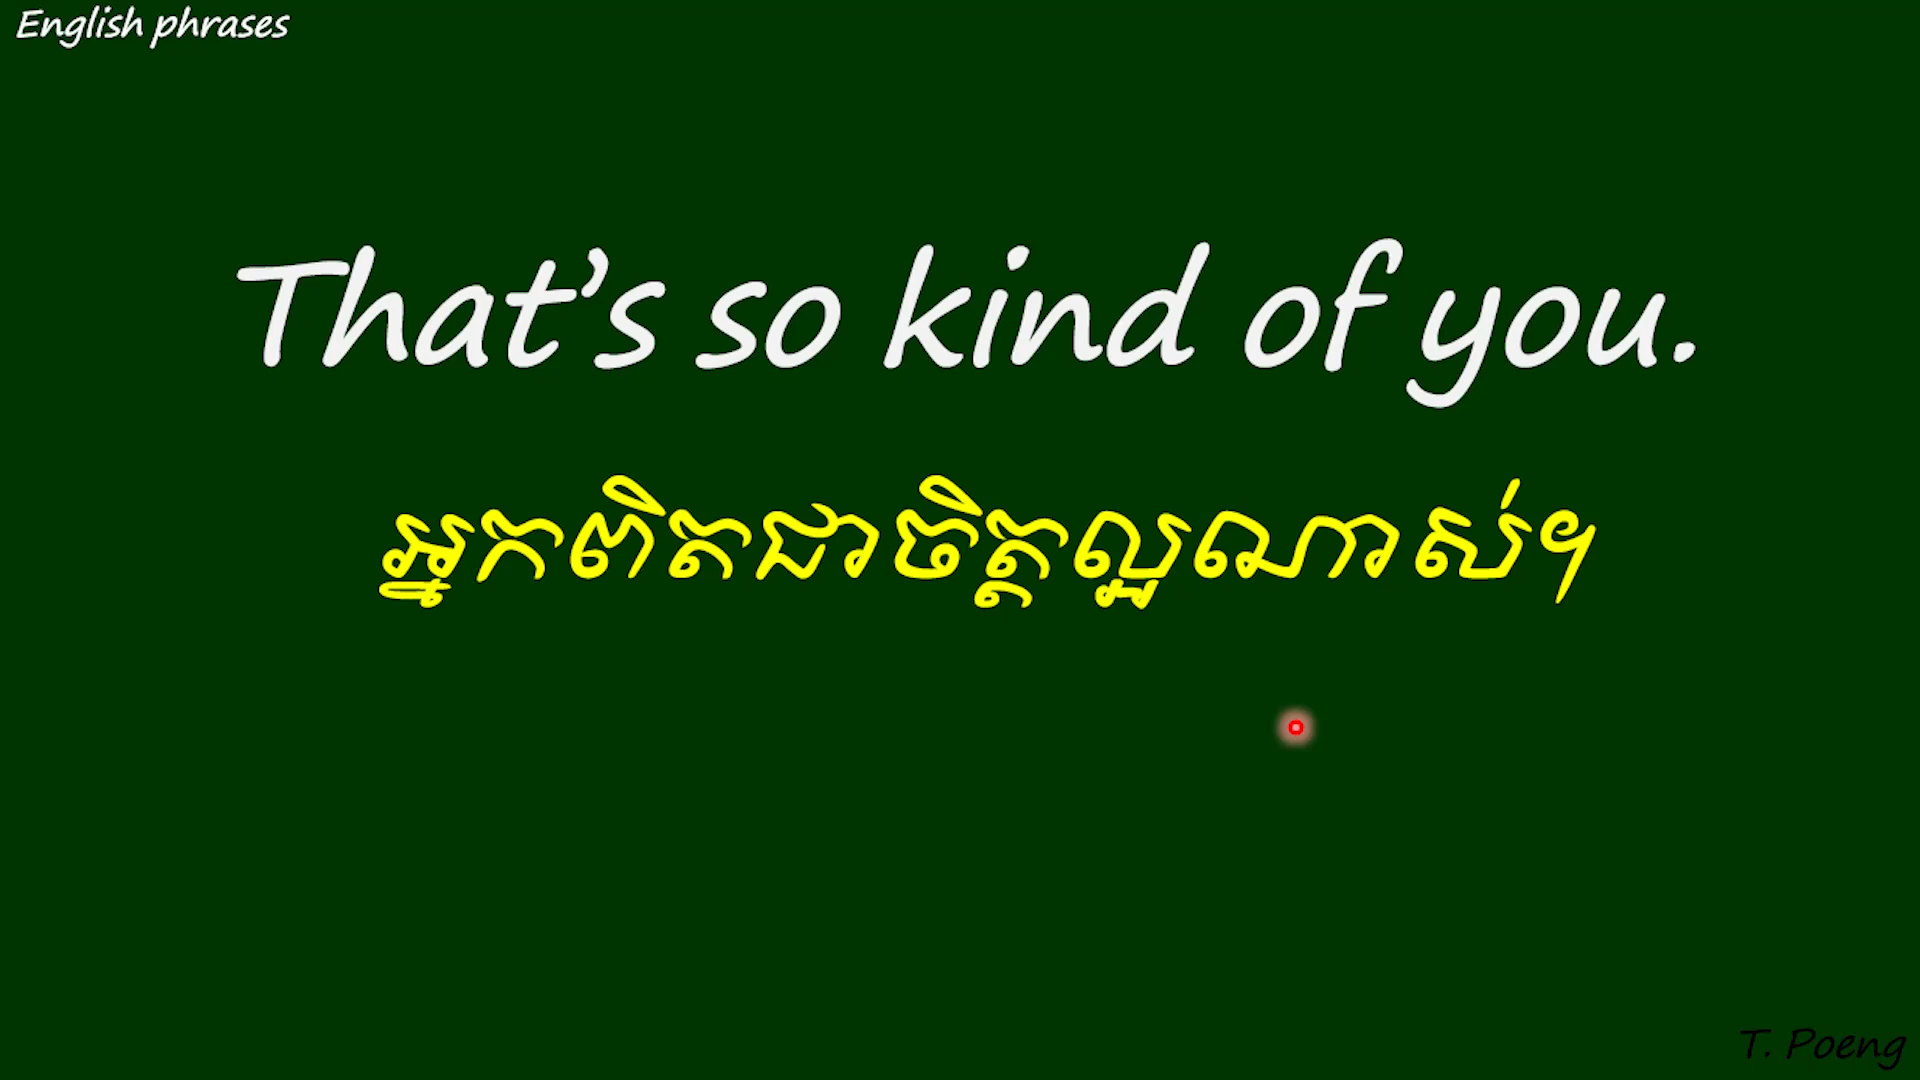 English phrases
That’s so kind of you.
អ្នកពិតជាចិត្តល្អណាស់។
T. Poeng